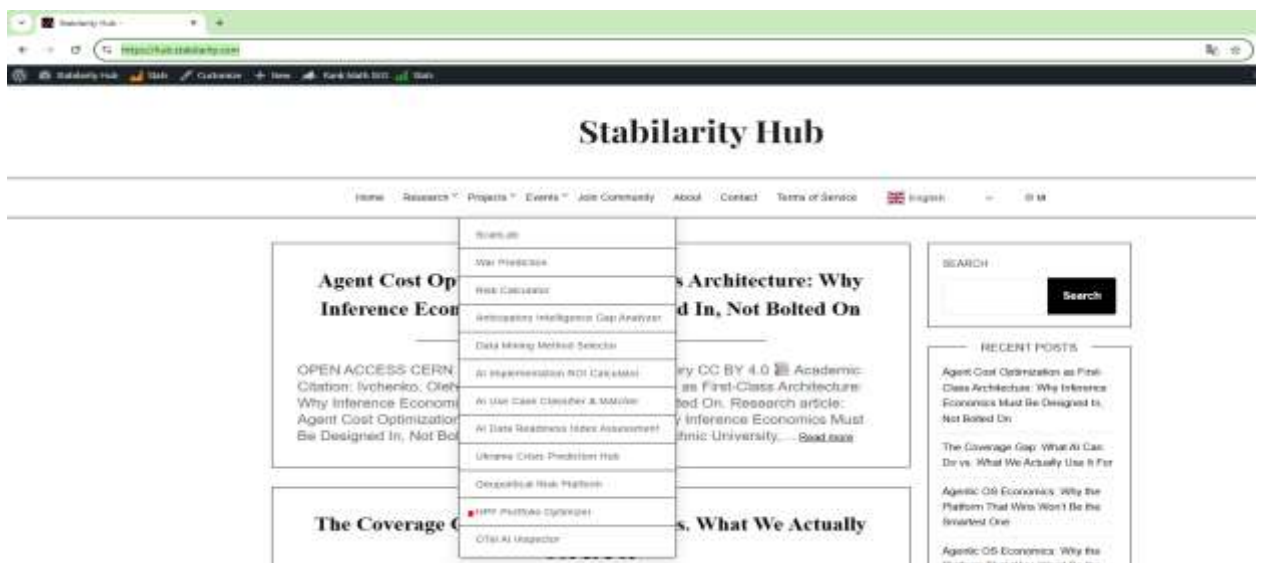 Stabilarity Hub
https://hub.stabilarity.com
Stabilarity Hub Stats Customize + New Rank Math SEO Stats
Stabilarity Hub
Home Research Projects Events Join Community About Contact Terms of Service English
ScanLab
War Prediction
Risk Calculator
Anticipatory Intelligence Gap Analyzer
Data Mining Method Selector
AI Implementation ROI Calculator
AI Use Case Classifier & Matcher
AI Data Readiness Index Assessment
Ukraine Crisis Prediction Hub
Geopolitical Risk Platform
HPF Portfolio Optimizer
OTel AI Inspector
Agent Cost Op s Architecture: Why
Inference Econ d In, Not Bolted On
OPEN ACCESS CERN ry CC BY 4.0 Academic
Citation: Ivchenko, Oleh as First-Class Architecture:
Why Inference Economi ted On. Research article:
Agent Cost Optimization y Inference Economics Must
Be Designed In, Not Bol chnic University, ... Read more
The Coverage G s. What We Actually
SEARCH
Search
RECENT POSTS
Agent Cost Optimization as First-
Class Architecture: Why Inference
Economics Must Be Designed In,
Not Bolted On
The Coverage Gap: What AI Can
Do vs. What We Actually Use It For
Agentic OS Economics: Why the
Platform That Wins Won't Be the
Smartest One
Agentic OS Economics: Why the